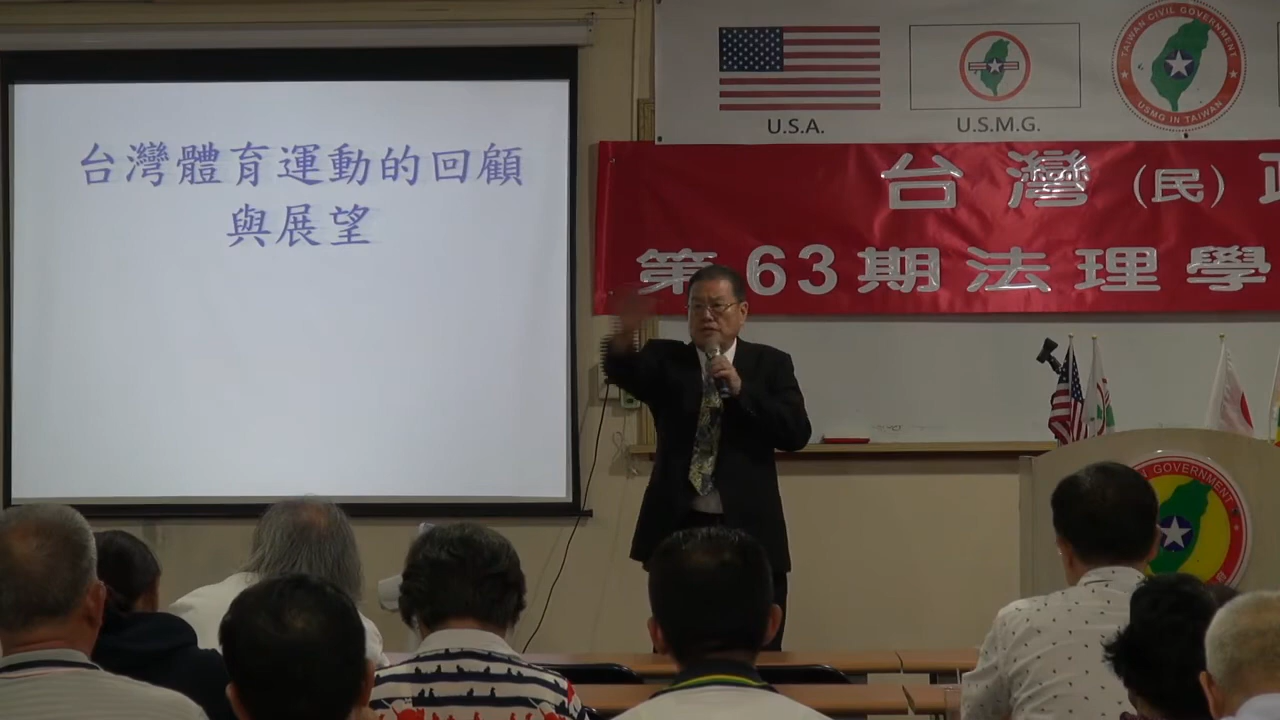 台灣體育運動的回顧
與展望
U.S.A.
U.S.M.G.
TAIWAN CIVIL GOVERNMENT
USMG IN TAIWAN
台灣（民）
第63期法理學
GOVERNMENT